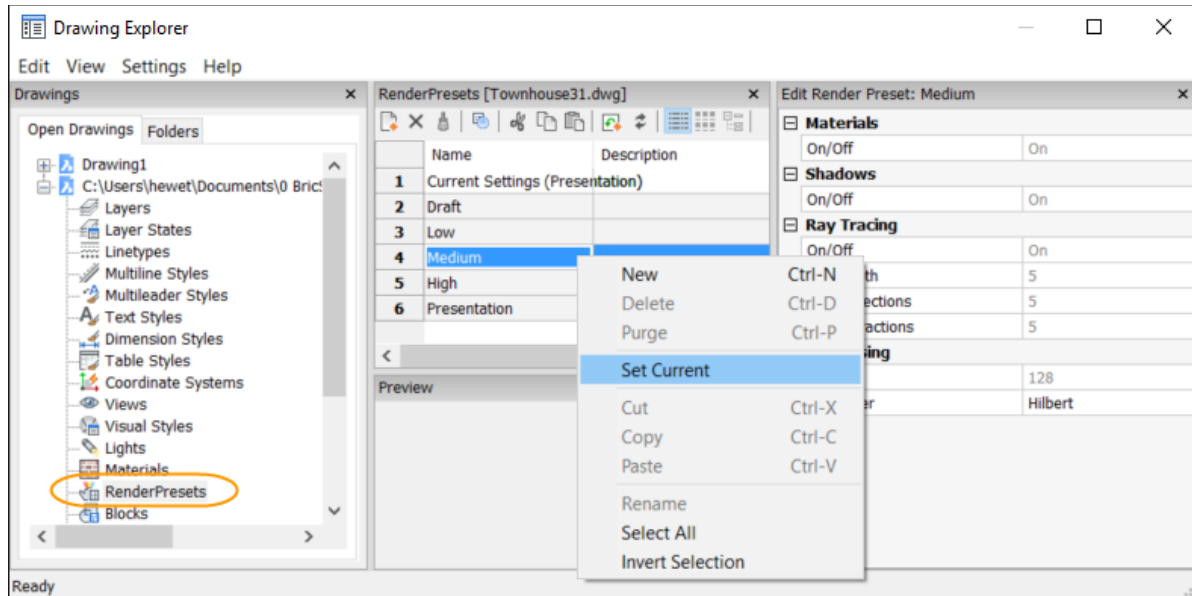 Drawing Explorer
Edit View Settings Help
Drawings
Open Drawings Folders
Drawing1
C:\Users\hewet\Documents\0 Bric
Layers
Layer States
Linetypes
Multiline Styles
Multileader Styles
Text Styles
Dimension Styles
Table Styles
Coordinate Systems
Views
Visual Styles
Lights
Materials
RenderPresets
Blocks
RenderPresets [Townhouse31.dwg]
Name Description
1 Current Settings (Presentation)
2 Draft
3 Low
4 Medium
5 High
6 Presentation
Preview
New Ctrl-N
Delete Ctrl-D
Purge Ctrl-P
Set Current
Cut Ctrl-X
Copy Ctrl-C
Paste Ctrl-V
Rename
Select All
Invert Selection
Edit Render Preset: Medium
Materials
On/Off On
Shadows
On/Off On
Ray Tracing
On/Off On
th 5
ections 5
actions 5
sing
128
er Hilbert
Ready